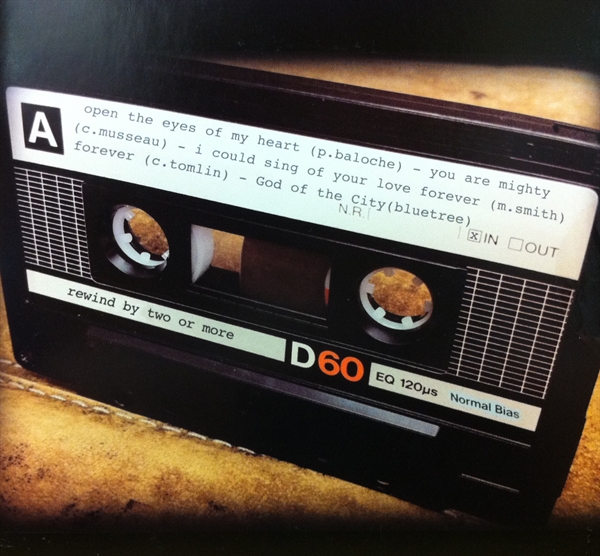 A
open the eyes of my heart (p.baloche) - you are mighty
(c.musseau) - i could sing of your love forever (m.smith)
forever (c.tomlin) - God of the City(bluetree)
N.R.
x IN OUT
rewind by two or more
D60
EQ 120µs Normal Bias